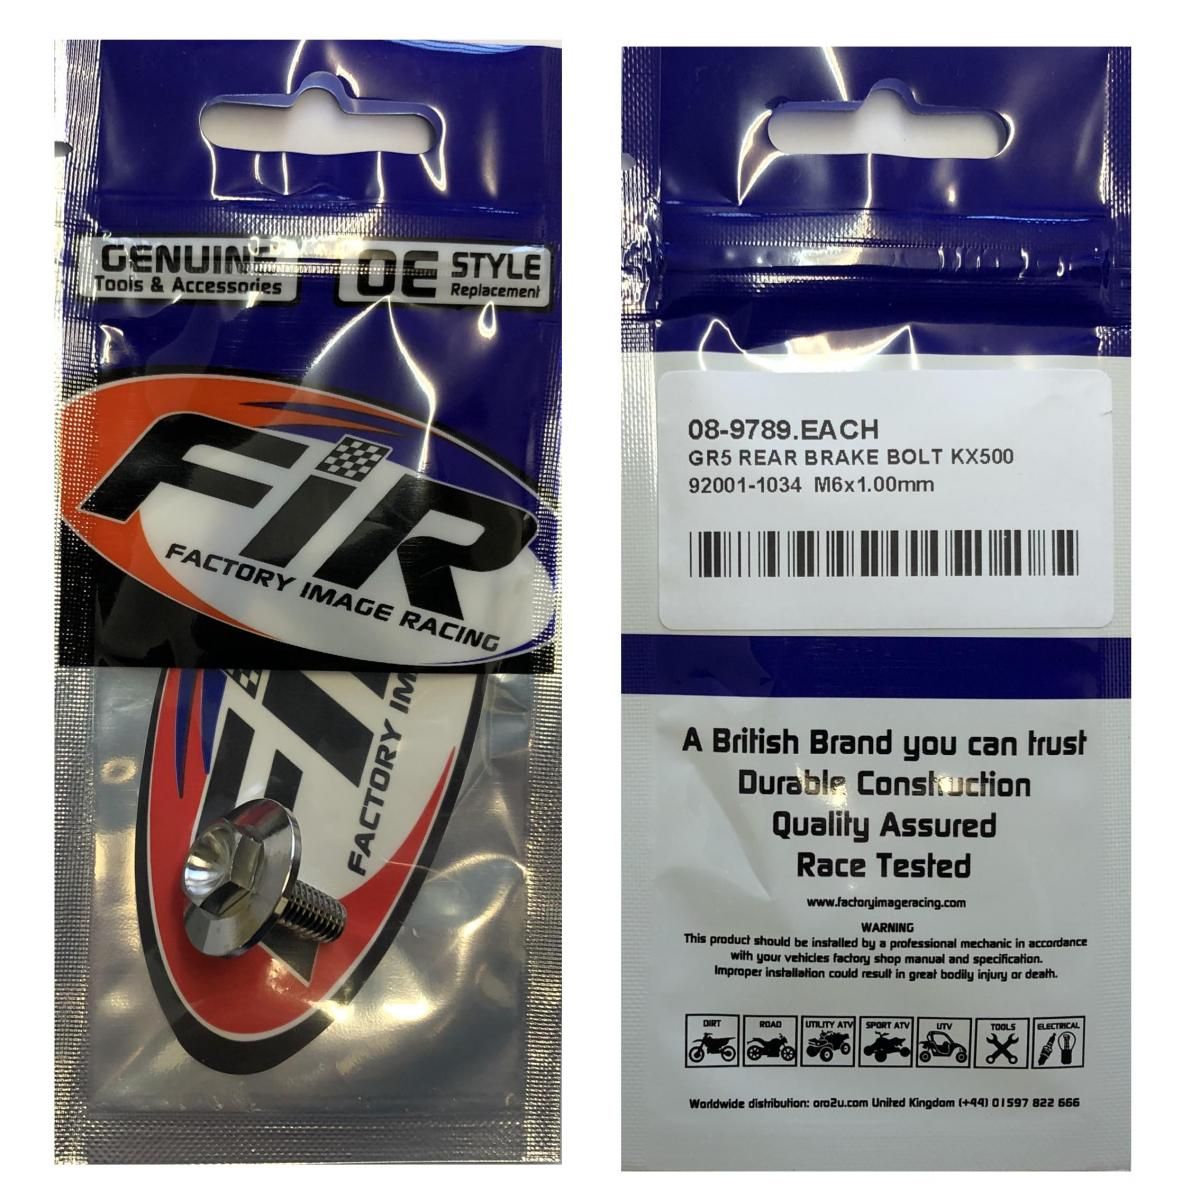 GENUINE
Tools & Accessories
OE STYLE
Replacement
FIR
FACTORY IMAGE RACING
FACTORY IM
08-9789.EACH
GR5 REAR BRAKE BOLT KX500
92001-1034 M6x1.00mm
A British Brand you can trust
Durable Construction
Quality Assured
Race Tested
www.factoryimageracing.com
WARNING
This product should be installed by a professional mechanic in accordance
with your vehicles factory shop manual and specification.
Improper installation could result in great bodily injury or death.
DIRT ROAD UTILITY ATV SPORT ATV UTV TOOLS ELECTRICAL
Worldwide distribution: oro2u.com United Kingdom (+44) 01597 822 666